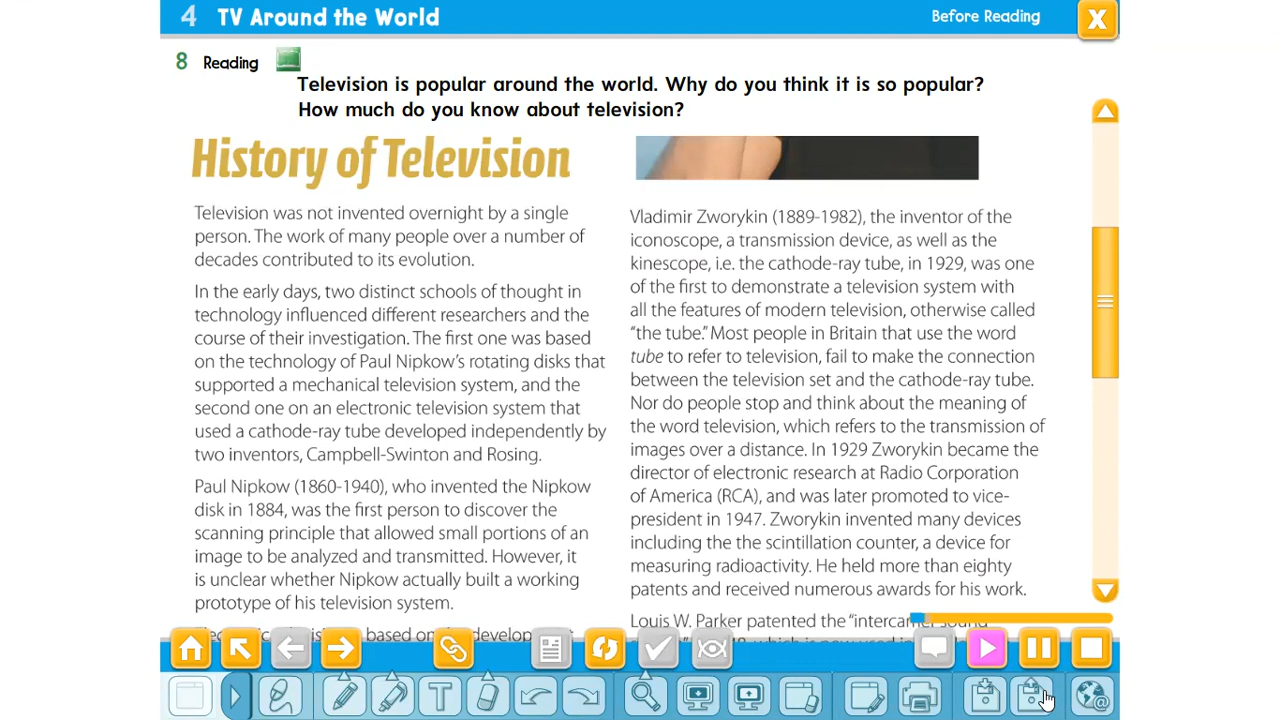 4 TV Around the World
Before Reading
X
8 Reading
Television is popular around the world. Why do you think it is so popular?
How much do you know about television?
History of Television
Television was not invented overnight by a single
person. The work of many people over a number of
decades contributed to its evolution.
In the early days, two distinct schools of thought in
technology influenced different researchers and the
course of their investigation. The first one was based
on the technology of Paul Nipkow's rotating disks that
supported a mechanical television system, and the
second one on an electronic television system that
used a cathode-ray tube developed independently by
two inventors, Campbell-Swinton and Rosing.
Paul Nipkow (1860-1940), who invented the Nipkow
disk in 1884, was the first person to discover the
scanning principle that allowed small portions of an
image to be analyzed and transmitted. However, it
is unclear whether Nipkow actually built a working
prototype of his television system.
based on
develop
Vladimir Zworykin (1889-1982), the inventor of the
iconoscope, a transmission device, as well as the
kinescope, i.e. the cathode-ray tube, in 1929, was one
of the first to demonstrate a television system with
all the features of modern television, otherwise called
“the tube.” Most people in Britain that use the word
tube to refer to television, fail to make the connection
between the television set and the cathode-ray tube.
Nor do people stop and think about the meaning of
the word television, which refers to the transmission of
images over a distance. In 1929 Zworykin became the
director of electronic research at Radio Corporation
of America (RCA), and was later promoted to vice-
president in 1947. Zworykin invented many devices
including the the scintillation counter, a device for
measuring radioactivity. He held more than eighty
patents and received numerous awards for his work.
Louis W. Parker patented the “intercarrier sound
which is now used
T
@